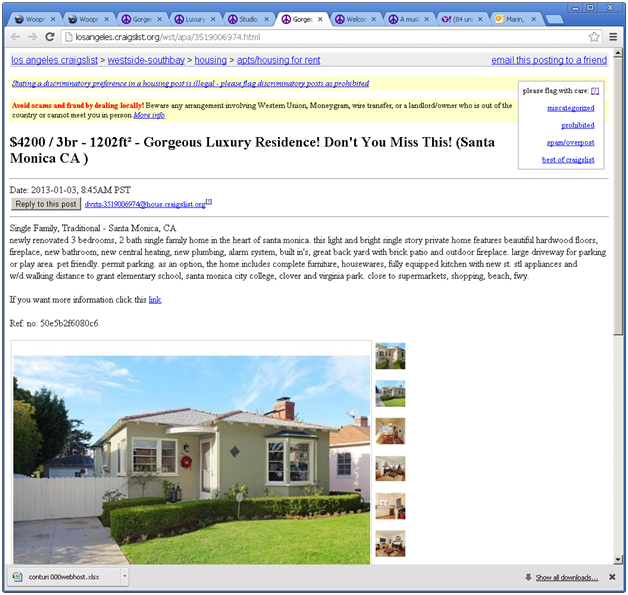 Woop:
Woop:
Gorge:
Luxury
Studio
Gorge:
Welco
A mus
(84 un
Marin,
losangeles.craigslist.org/wst/apa/3519006974.html
los angeles craigslist > westside-southbay > housing > apts/housing for rent email this posting to a friend
Stating a discriminatory preference in a housing post is illegal - please flag discriminatory posts as prohibited
please flag with care: [?]
miscategorized
prohibited
spam/overpost
best of craigslist
Avoid scams and fraud by dealing locally! Beware any arrangement involving Western Union, Moneygram, wire transfer, or a landlord/owner who is out of the
country or cannot meet you in person. More info
$4200 / 3br - 1202ft² - Gorgeous Luxury Residence! Don't You Miss This! (Santa
Monica CA )
Date: 2013-01-03, 8:45AM PST
Reply to this post dvxtz-3519006974@hous.craigslist.org[?]
Single Family, Traditional - Santa Monica, CA
newly renovated 3 bedrooms, 2 bath single family home in the heart of santa monica. this light and bright single story private home features beautiful hardwood floors,
fireplace, new bathroom, new central heating, new plumbing, alarm system, built in's, great back yard with brick patio and outdoor fireplace. large driveway for parking
or play area. pet friendly. permit parking. as an option, the home includes complete furniture, housewares, fully equipped kitchen with new st. stl appliances and
w/d.walking distance to grant elementary school, santa monica city college, clover and virginia park. close to supermarkets, shopping, beach, fwy.
If you want more information click this link
Ref. no: 50e5b2f6080c6
conturi 000webhost.xlsx
Show all downloads...